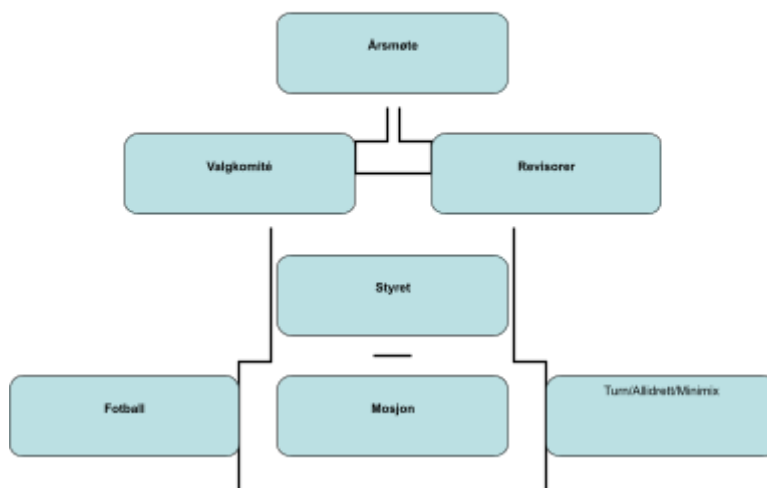 Årsmøte
Valgkomité
Revisorer
Styret
Fotball
Mosjon
Turn/Allidrett/Minimix